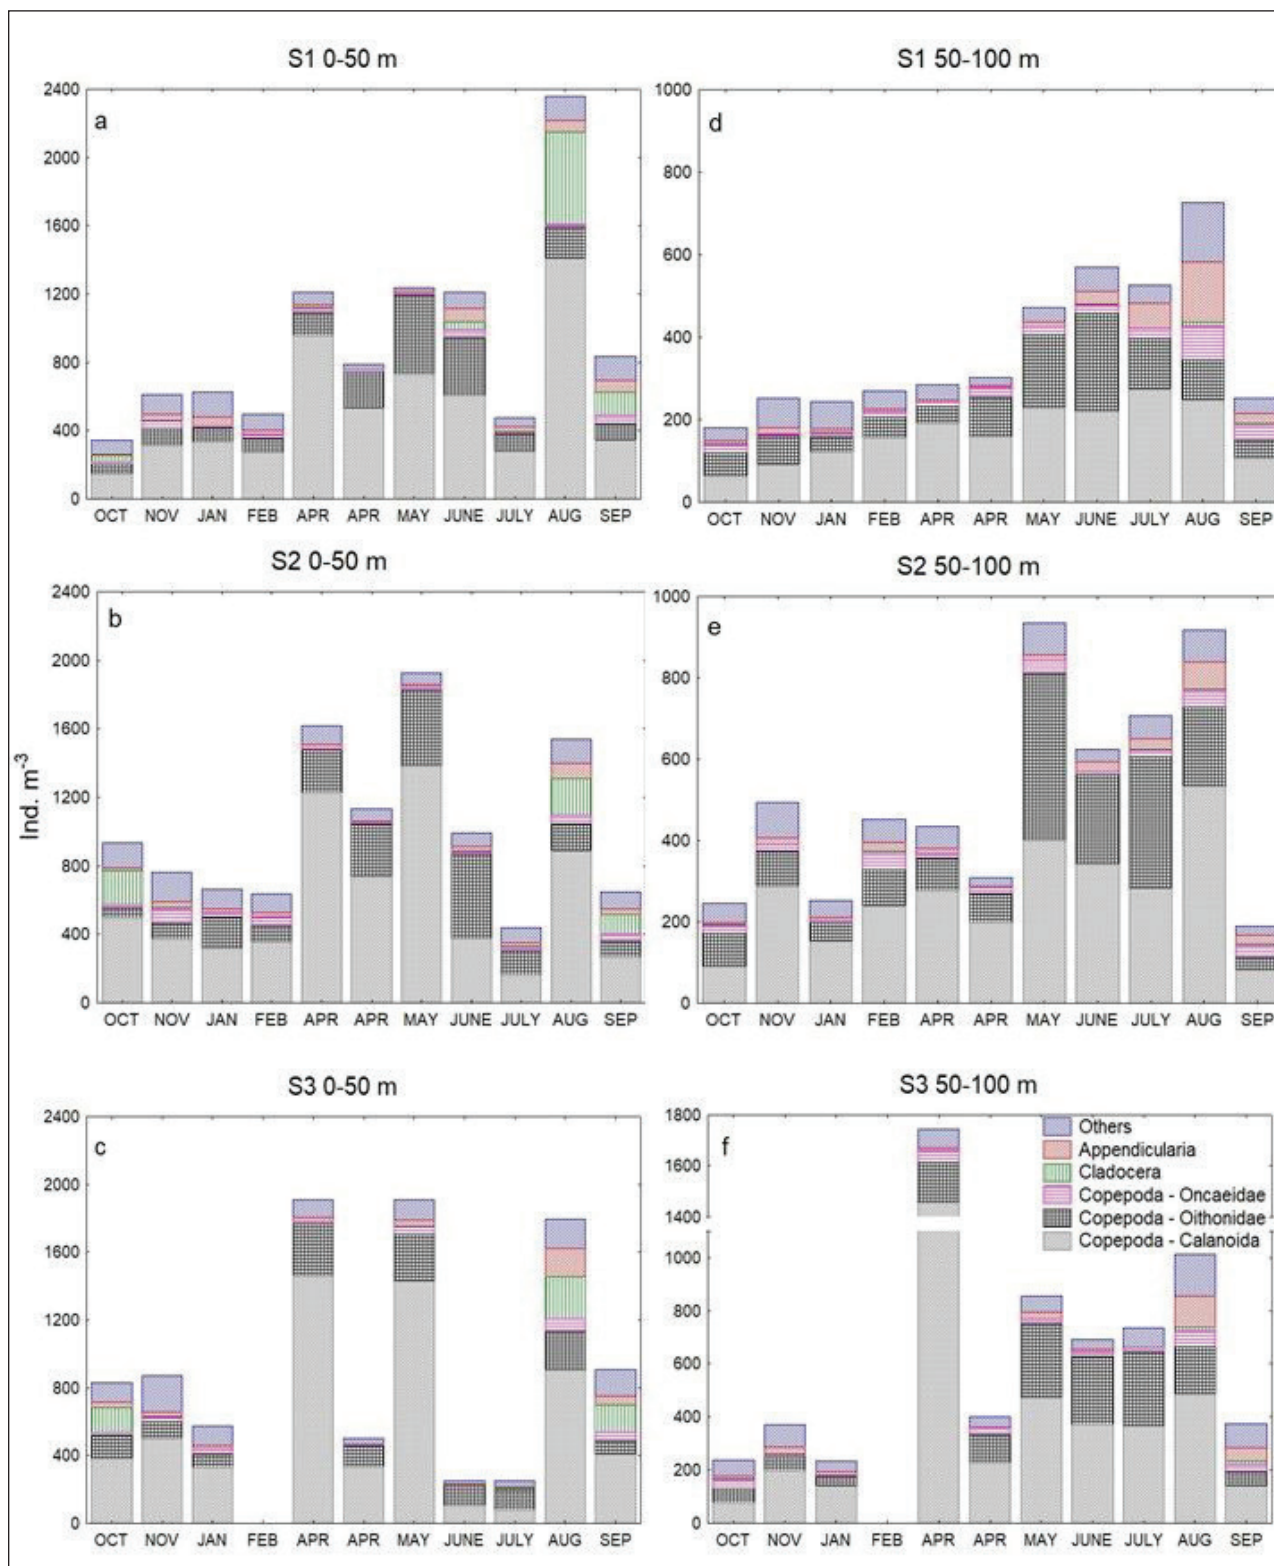 S1 0-50 m
a
2400
2000
1600
1200
800
400
0
OCT NOV JAN FEB APR APR MAY JUNE JULY AUG SEP
S1 50-100 m
d
1000
800
600
400
200
0
OCT NOV JAN FEB APR APR MAY JUNE JULY AUG SEP
Ind. m-3
S2 0-50 m
b
2400
2000
1600
1200
800
400
0
OCT NOV JAN FEB APR APR MAY JUNE JULY AUG SEP
S2 50-100 m
e
1000
800
600
400
200
0
OCT NOV JAN FEB APR APR MAY JUNE JULY AUG SEP
S3 0-50 m
c
2400
2000
1600
1200
800
400
0
OCT NOV JAN FEB APR APR MAY JUNE JULY AUG SEP
S3 50-100 m
f
1800
1600
1400
1000
800
600
400
200
0
Others
Appendicularia
Cladocera
Copepoda - Oncaeidae
Copepoda - Oithonidae
Copepoda - Calanoida
OCT NOV JAN FEB APR APR MAY JUNE JULY AUG SEP